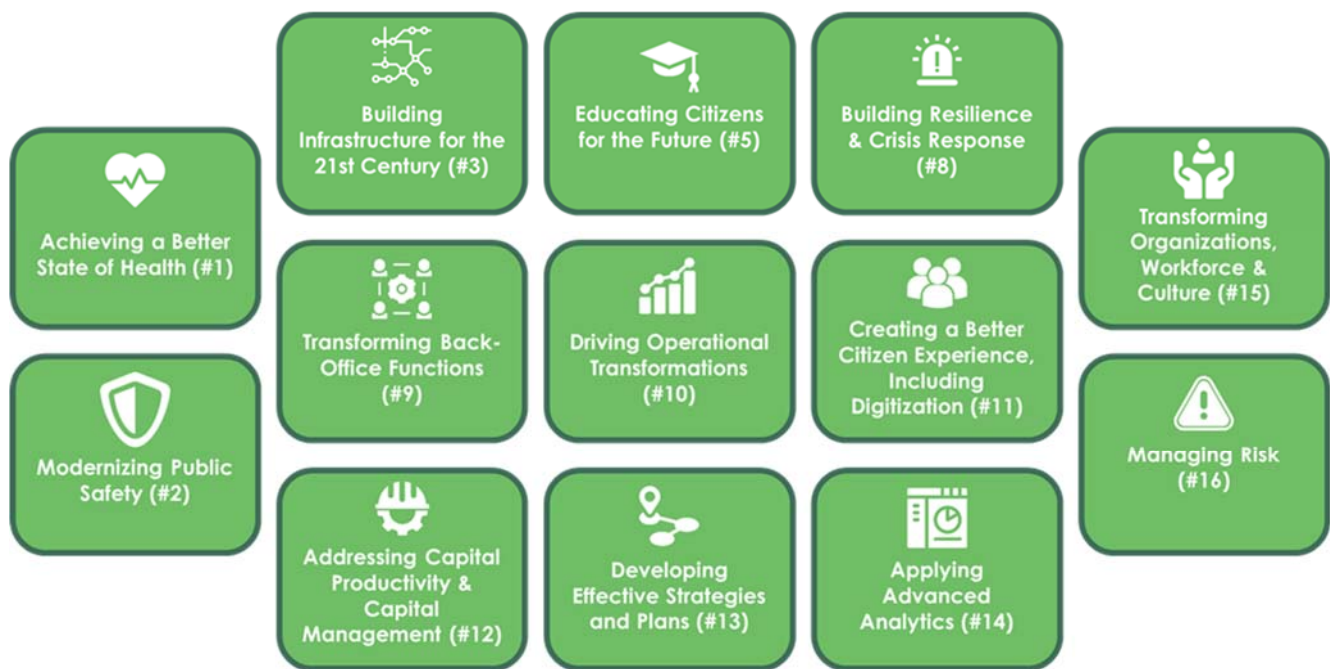 Achieving a Better
State of Health (#1)
Modernizing Public
Safety (#2)
Building
Infrastructure for the
21st Century (#3)
Educating Citizens
for the Future (#5)
Building Resilience
& Crisis Response
(#8)
Transforming Back-
Office Functions
(#9)
Driving Operational
Transformations
(#10)
Creating a Better
Citizen Experience,
Including
Digitization (#11)
Addressing Capital
Productivity &
Capital
Management (#12)
Developing
Effective Strategies
and Plans (#13)
Applying
Advanced
Analytics (#14)
Transforming
Organizations,
Workforce &
Culture (#15)
Managing Risk
(#16)